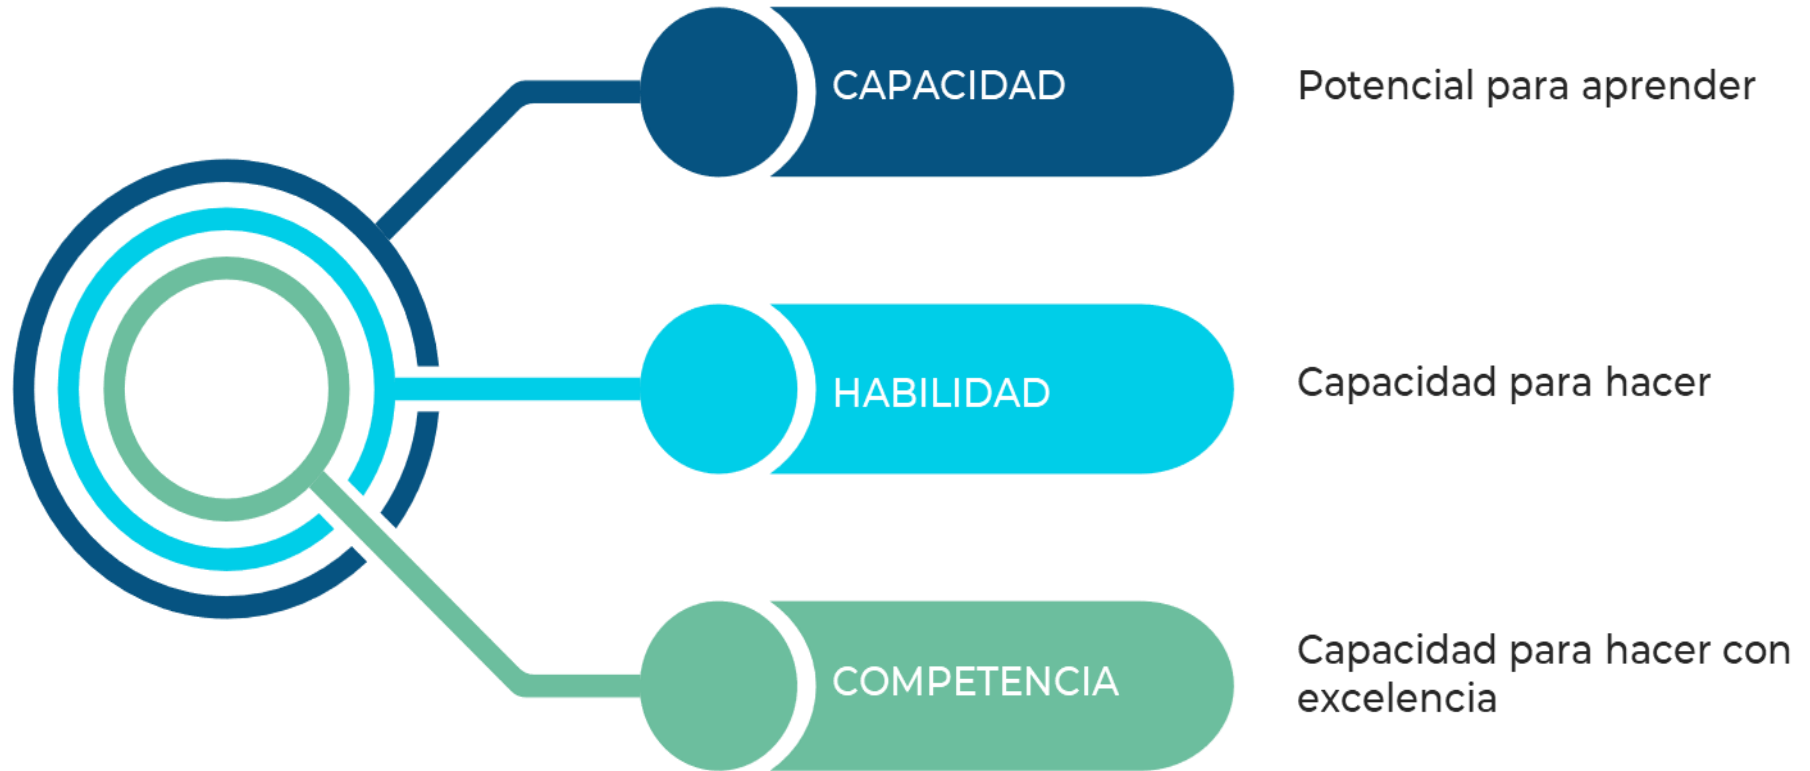 CAPACIDAD
Potencial para aprender
HABILIDAD
Capacidad para hacer
COMPETENCIA
Capacidad para hacer con
excelencia